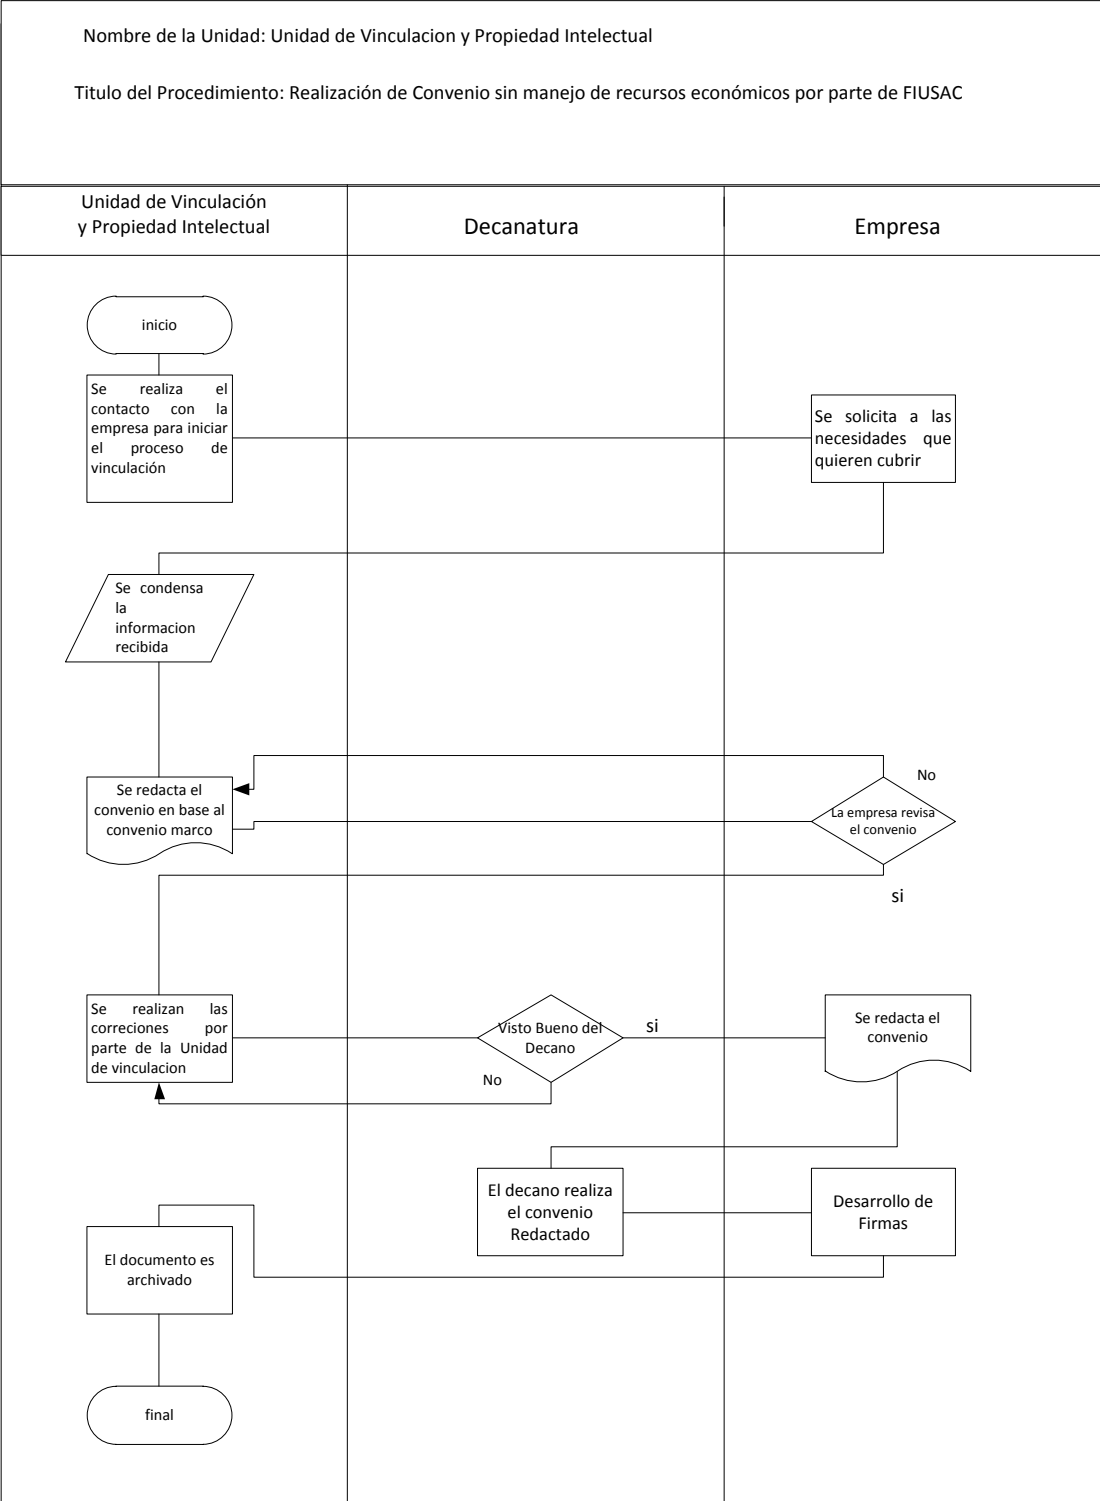 Nombre de la Unidad: Unidad de Vinculacion y Propiedad Intelectual
Titulo del Procedimiento: Realización de Convenio sin manejo de recursos económicos por parte de FIUSAC
Unidad de Vinculación
y Propiedad Intelectual
Decanatura
Empresa
inicio
Se realiza el
contacto con la
empresa para iniciar
el proceso de
vinculación
Se solicita a las
necesidades que
quieren cubrir
Se condensa
la
informacion
recibida
Se redacta el
convenio en base al
convenio marco
No
La empresa revisa
el convenio
si
Se realizan las
correciones por
parte de la Unidad
de vinculacion
Visto Bueno del
Decano
si
No
Se redacta el
convenio
El decano realiza
el convenio
Redactado
Desarrollo de
Firmas
El documento es
archivado
final